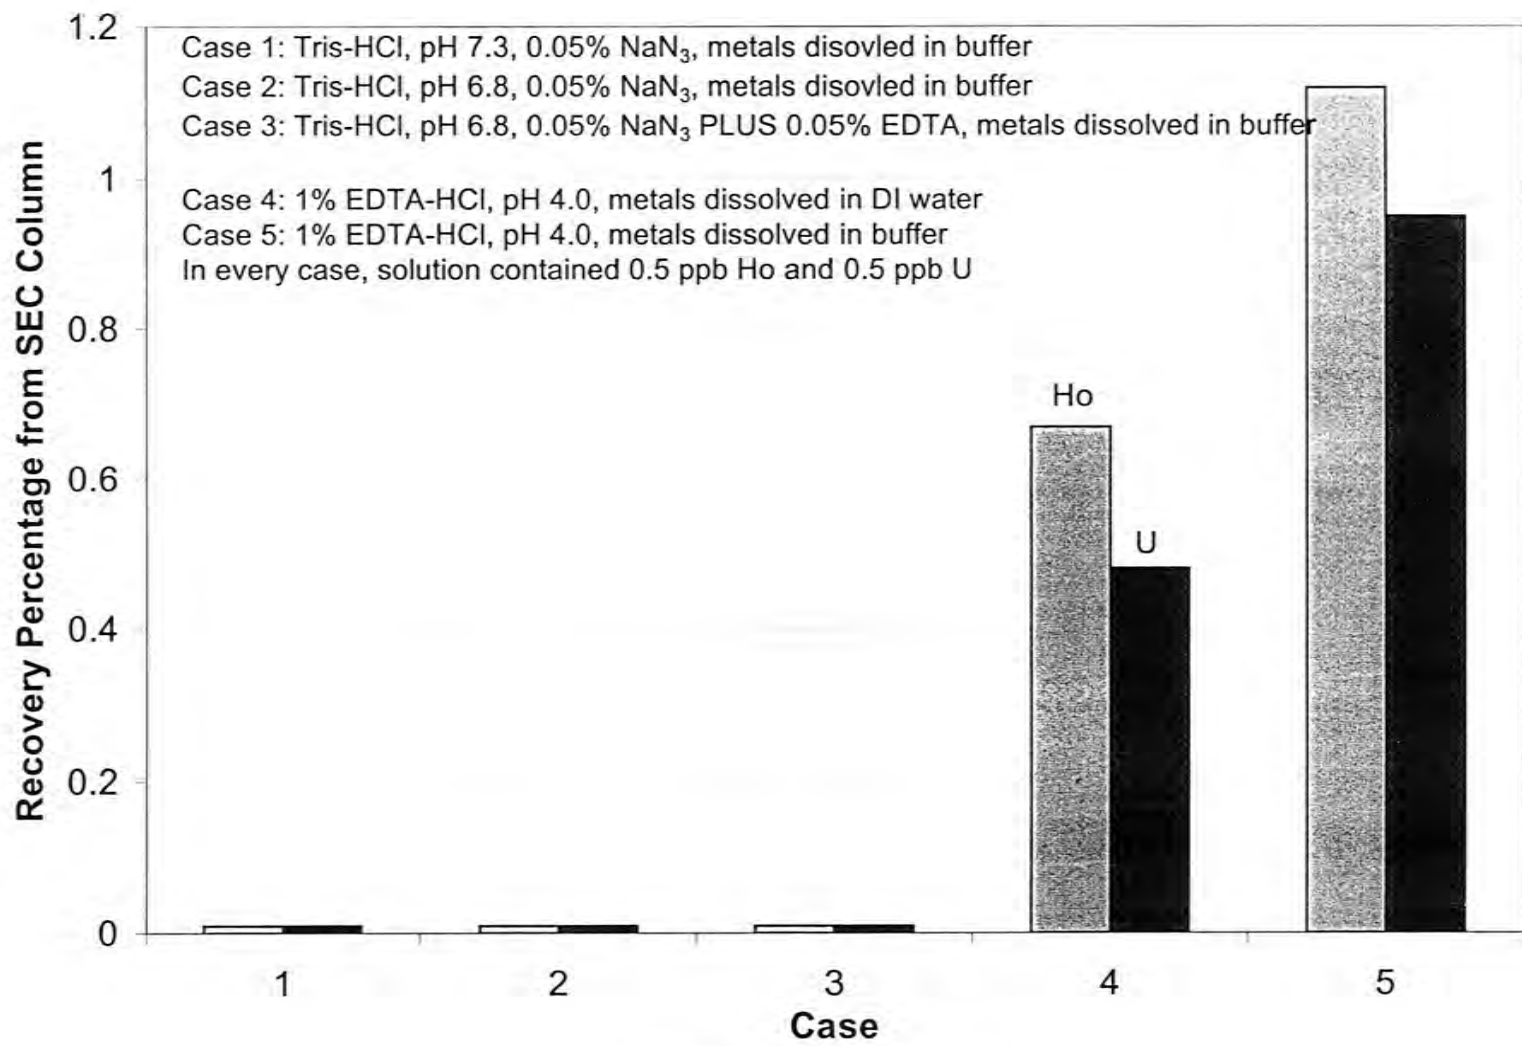 1.2
1
0.8
0.6
0.4
0.2
0
Recovery Percentage from SEC Column
Case 1: Tris-HCl, pH 7.3, 0.05% NaN₃, metals disovled in buffer
Case 2: Tris-HCl, pH 6.8, 0.05% NaN₃, metals disovled in buffer
Case 3: Tris-HCl, pH 6.8, 0.05% NaN₃ PLUS 0.05% EDTA, metals dissolved in buffer
Case 4: 1% EDTA-HCl, pH 4.0, metals dissolved in DI water
Case 5: 1% EDTA-HCl, pH 4.0, metals dissolved in buffer
In every case, solution contained 0.5 ppb Ho and 0.5 ppb U
Ho
U
1 2 3 4 5
Case